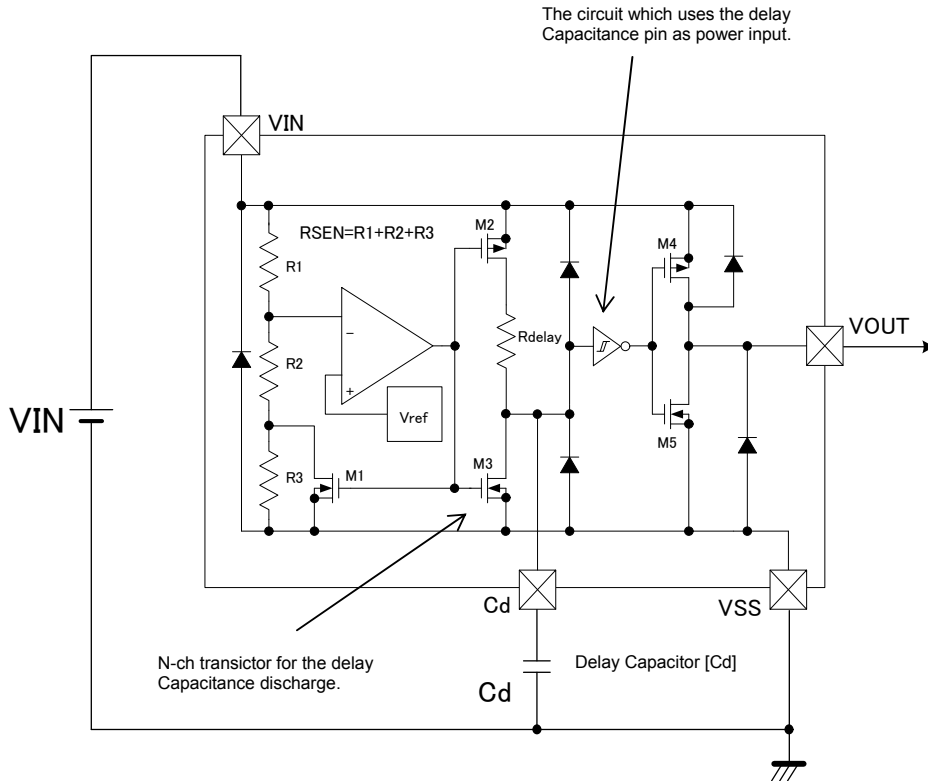 The circuit which uses the delay
Capacitance pin as power input.
VIN
M2
M4
RSEN=R1+R2+R3
R1
−
Rdelay
VOUT
R2
+
VIN
Vref
M5
R3
M1
M3
Cd
VSS
N-ch transictor for the delay
Capacitance discharge.
Delay Capacitor [Cd]
Cd